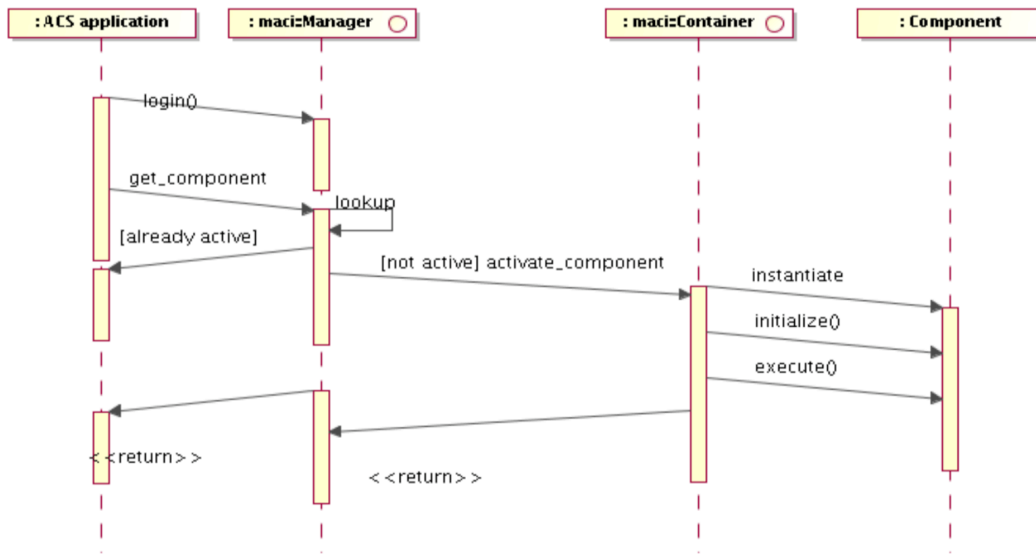 : ACS application
: maci::Manager
: maci::Container
: Component
login()
get_component
lookup
[already active]
[not active] activate_component
instantiate
initialize()
execute()
<<return>>
<<return>>